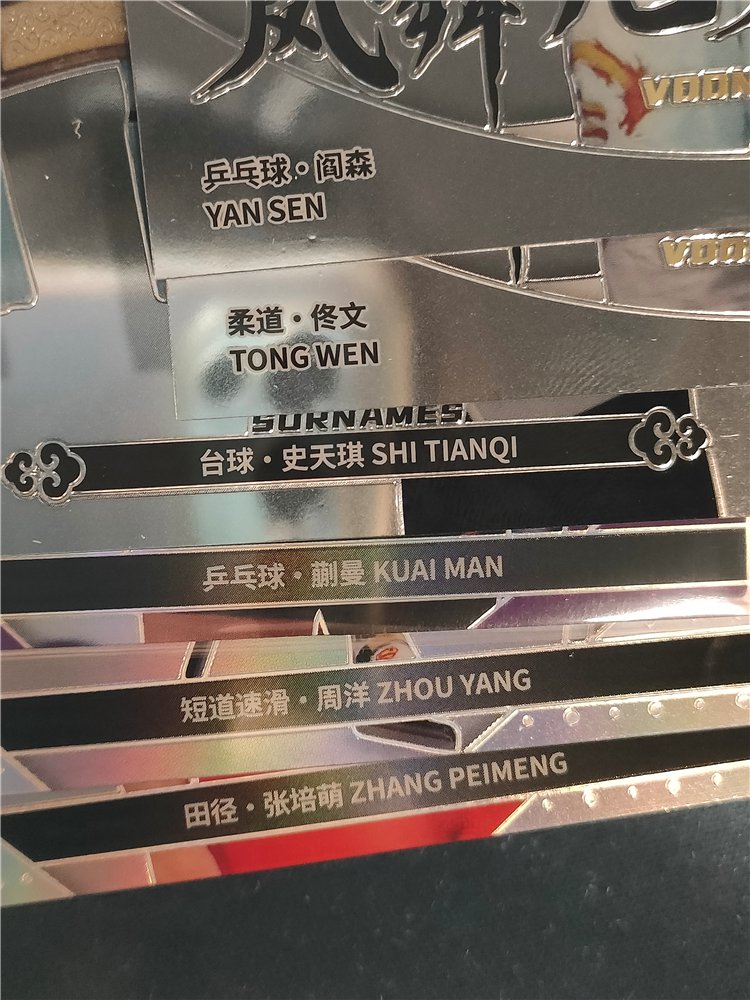 乒乓球·阎森
YAN SEN
柔道·佟文
TONG WEN
SURNAMES
台球·史天琪 SHI TIANQI
乒乓球·蒯曼 KUAI MAN
短道速滑·周洋 ZHOU YANG
田径·张培萌 ZHANG PEIMENG